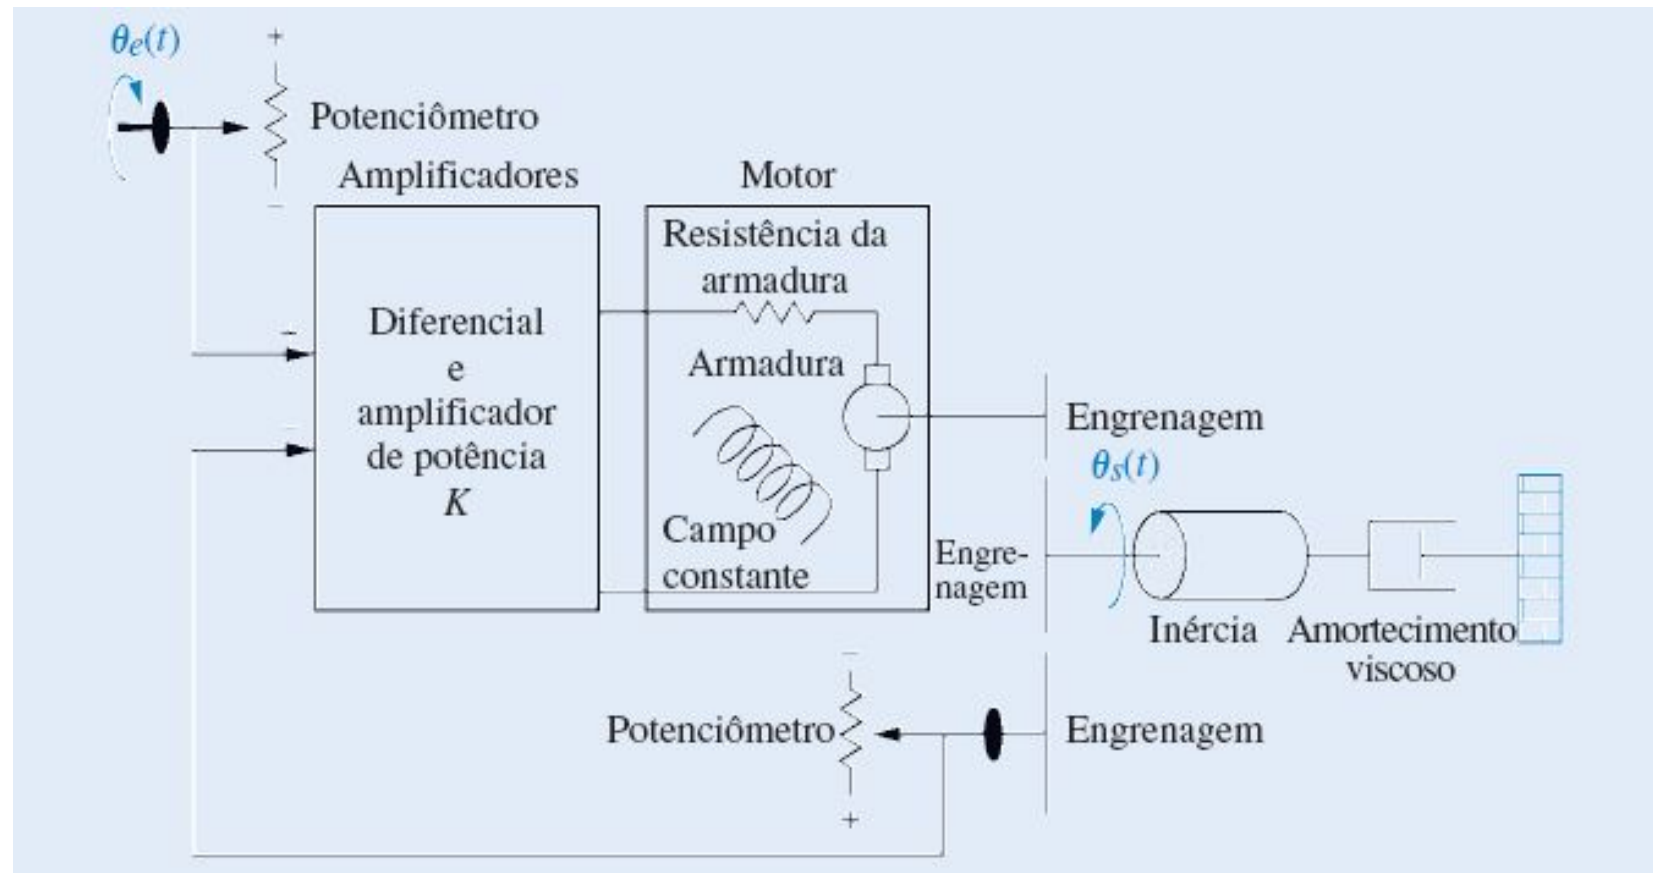 θe(t)
+
Potenciômetro
−
Amplificadores
Motor
−
Diferencial
e
amplificador
de potência
K
−
Resistência da
armadura
Armadura
Campo
constante
Engrenagem
θs(t)
Engre-
nagem
Inércia
Amortecimento
viscoso
−
Potenciômetro
+
Engrenagem